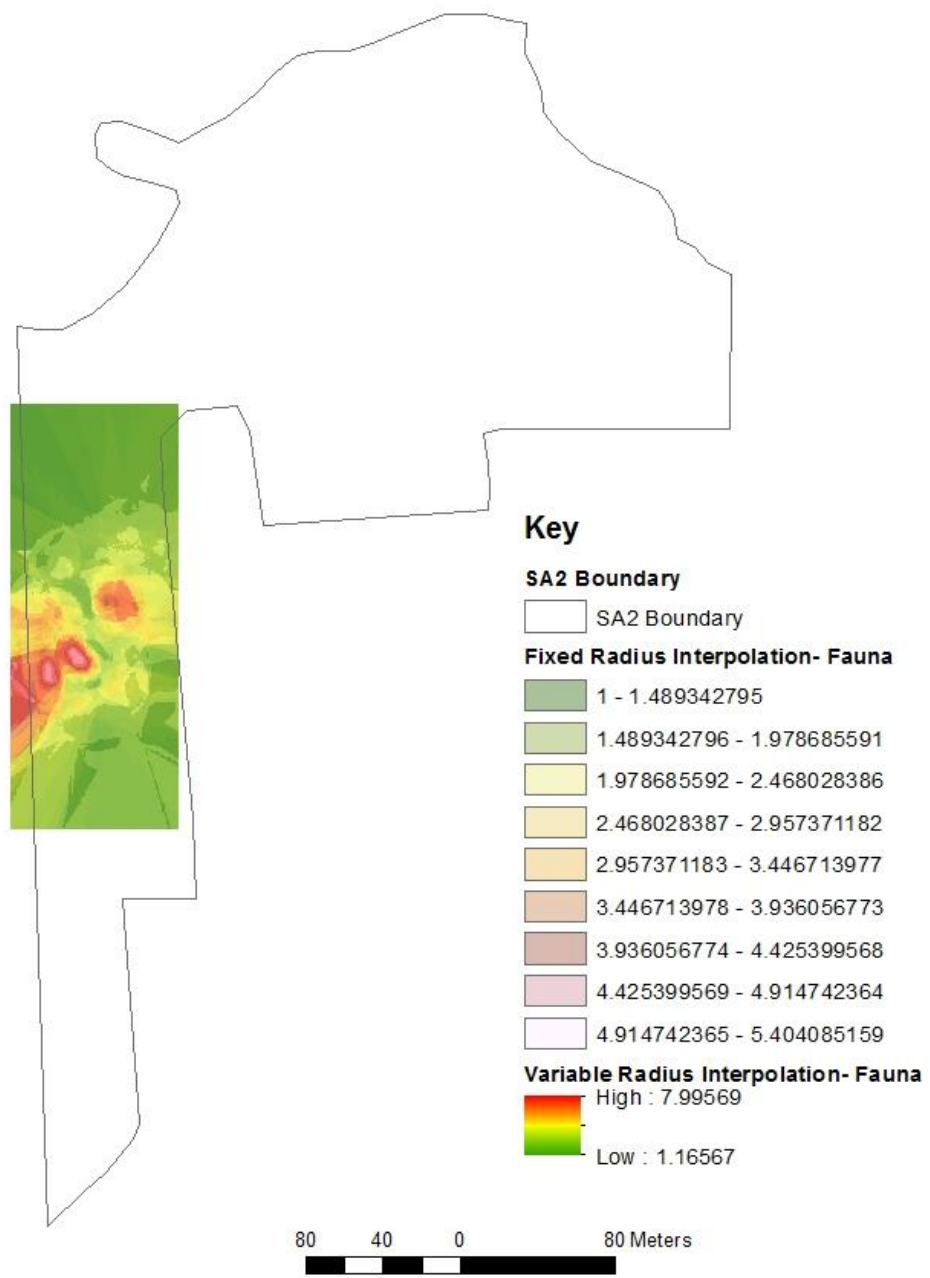 Key
SA2 Boundary
SA2 Boundary
Fixed Radius Interpolation- Fauna
1 - 1.489342795
1.489342796 - 1.978685591
1.978685592 - 2.468028386
2.468028387 - 2.957371182
2.957371183 - 3.446713977
3.446713978 - 3.936056773
3.936056774 - 4.425399568
4.425399569 - 4.914742364
4.914742365 - 5.404085159
Variable Radius Interpolation- Fauna
High : 7.99569
Low : 1.16567
80 40 0 80 Meters